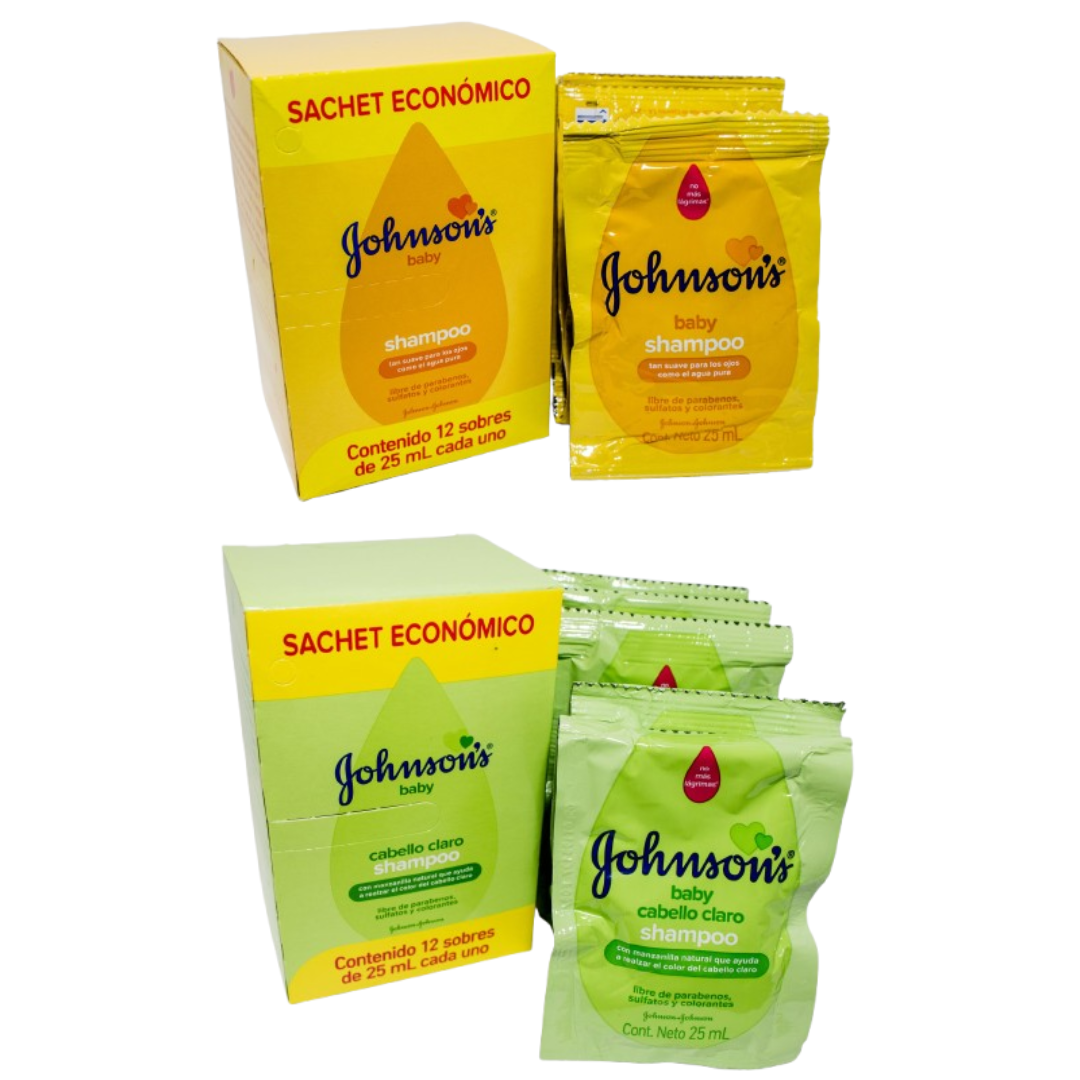 SACHET ECONÓMICO
Johnson's®
baby
shampoo
tan suave para los ojos
como el agua pura
libre de parabenos,
sulfatos y colorantes
Johnson & Johnson
Contenido 12 sobres
de 25 mL cada uno
no
más
lágrimas
Johnson's®
baby
shampoo
tan suave para los ojos
como el agua pura
libre de parabenos,
sulfatos y colorantes
Johnson & Johnson
Cont. Neto 25 mL
SACHET ECONÓMICO
Johnson's®
baby
cabello claro
shampoo
con manzanilla natural que ayuda
a realzar el color del cabello claro
libre de parabenos,
sulfatos y colorantes
Johnson & Johnson
Contenido 12 sobres
de 25 mL cada uno
no
no
más
lágrimas
Johnson's®
baby
cabello claro
shampoo
con manzanilla natural que ayuda
a realzar el color del cabello claro
libre de parabenos,
sulfatos y colorantes
Johnson & Johnson
Cont. Neto 25 mL